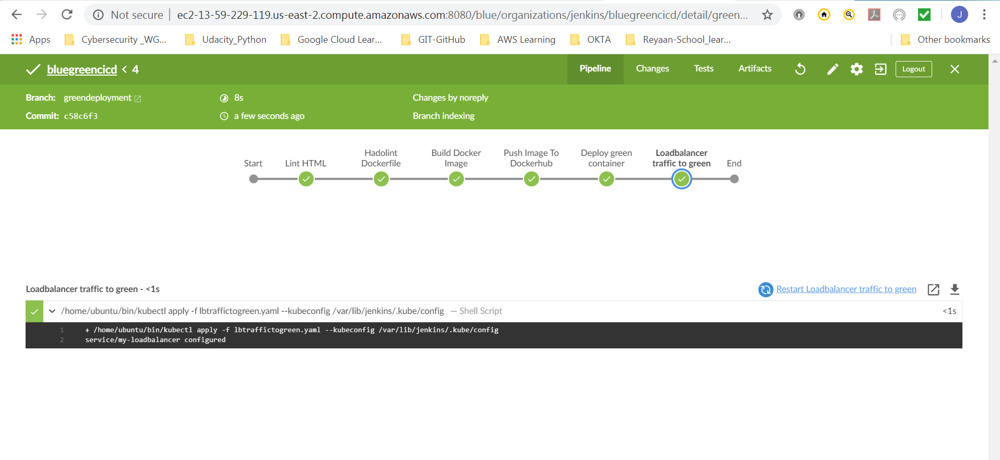 Not secure ec2-13-59-229-119.us-east-2.compute.amazonaws.com:8080/blue/organizations/jenkins/bluegreencicd/detail/green... J
Apps Cybersecurity _WG... Udacity_Python Google Cloud Lear... GIT-GitHub AWS Learning OKTA Reyaan-School_lear... Other bookmarks
bluegreencicd < 4 Pipeline Changes Tests Artifacts Logout
Branch: greendeployment 8s Changes by noreply
Commit: c58c6f3 a few seconds ago Branch indexing
Start
Lint HTML
Hadolint
Dockerfile
Build Docker
Image
Push Image To
Dockerhub
Deploy green
container
Loadbalancer
traffic to green
End
Loadbalancer traffic to green - <1s Restart Loadbalancer traffic to green
/home/ubuntu/bin/kubectl apply -f lbtraffictogreen.yaml --kubeconfig /var/lib/jenkins/.kube/config — Shell Script <1s
1 + /home/ubuntu/bin/kubectl apply -f lbtraffictogreen.yaml --kubeconfig /var/lib/jenkins/.kube/config
2 service/my-loadbalancer configured